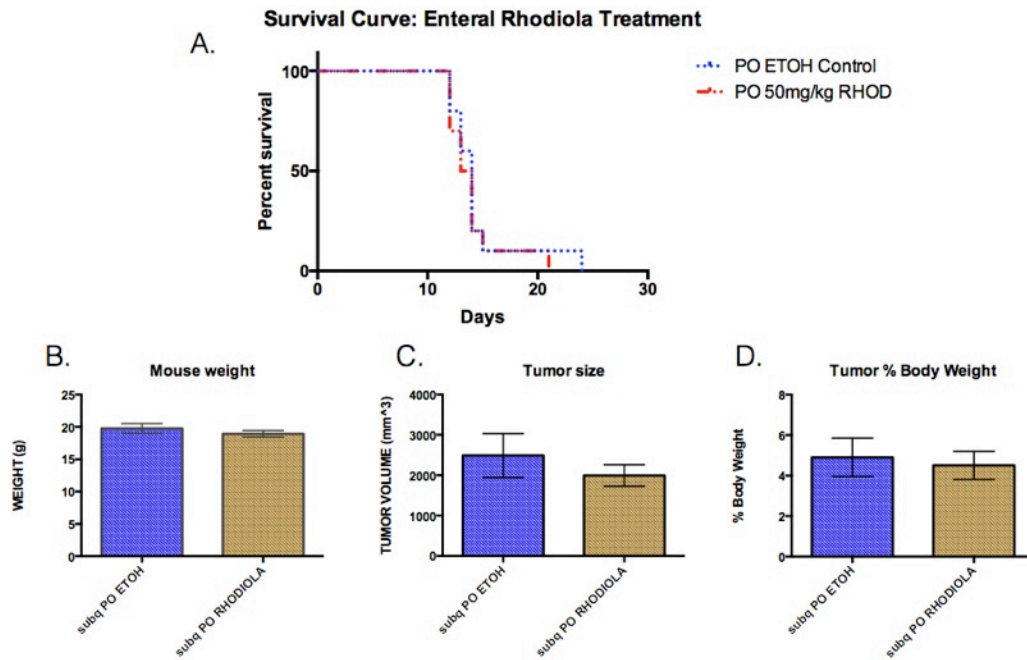 Survival Curve: Enteral Rhodiola Treatment
A.
PO ETOH Control
PO 50mg/kg RHOD
Percent survival
100
50
0
0 10 20 30
Days
B.
Mouse weight
WEIGHT (g)
25
20
15
10
5
0
subq PO ETOH
subq PO RHODIOLA
C.
Tumor size
TUMOR VOLUME (mm^3)
4000
3000
2000
1000
0
subq PO ETOH
subq PO RHODIOLA
D.
Tumor % Body Weight
% Body Weight
8
6
4
2
0
subq PO ETOH
subq PO RHODIOLA